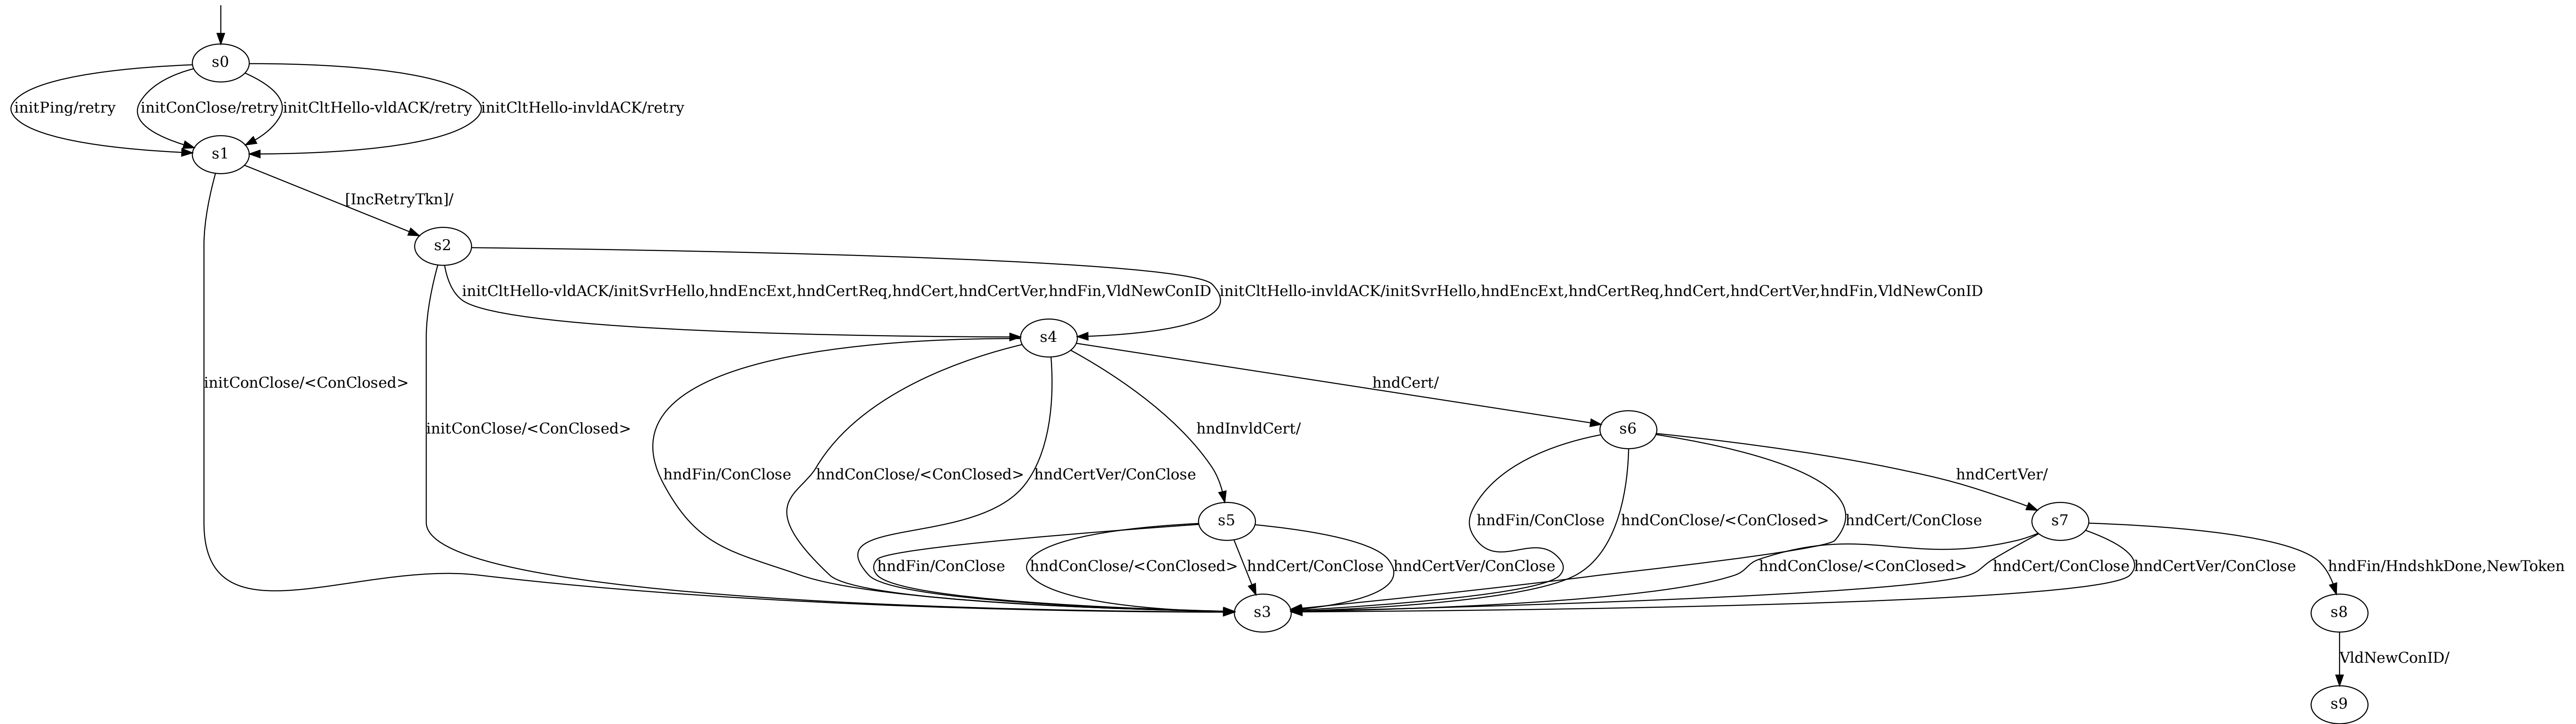 s0
initPing/retry
initConClose/retry
initCltHello-vldACK/retry
initCltHello-invldACK/retry
s1
[IncRetryTkn]/
s2
initCltHello-vldACK/initSvrHello,hndEncExt,hndCertReq,hndCert,hndCertVer,hndFin,VldNewConID
initCltHello-invldACK/initSvrHello,hndEncExt,hndCertReq,hndCert,hndCertVer,hndFin,VldNewConID
s4
initConClose/<ConClosed>
hndCert/
initConClose/<ConClosed>
hndInvldCert/
s6
hndFin/ConClose
hndConClose/<ConClosed>
hndCertVer/ConClose
hndCertVer/
s5
hndFin/ConClose
hndConClose/<ConClosed>
hndCert/ConClose
s7
hndFin/ConClose
hndConClose/<ConClosed>
hndCert/ConClose
hndCertVer/ConClose
hndConClose/<ConClosed>
hndCert/ConClose
hndCertVer/ConClose
hndFin/HndshkDone,NewToken
s3
s8
VldNewConID/
s9